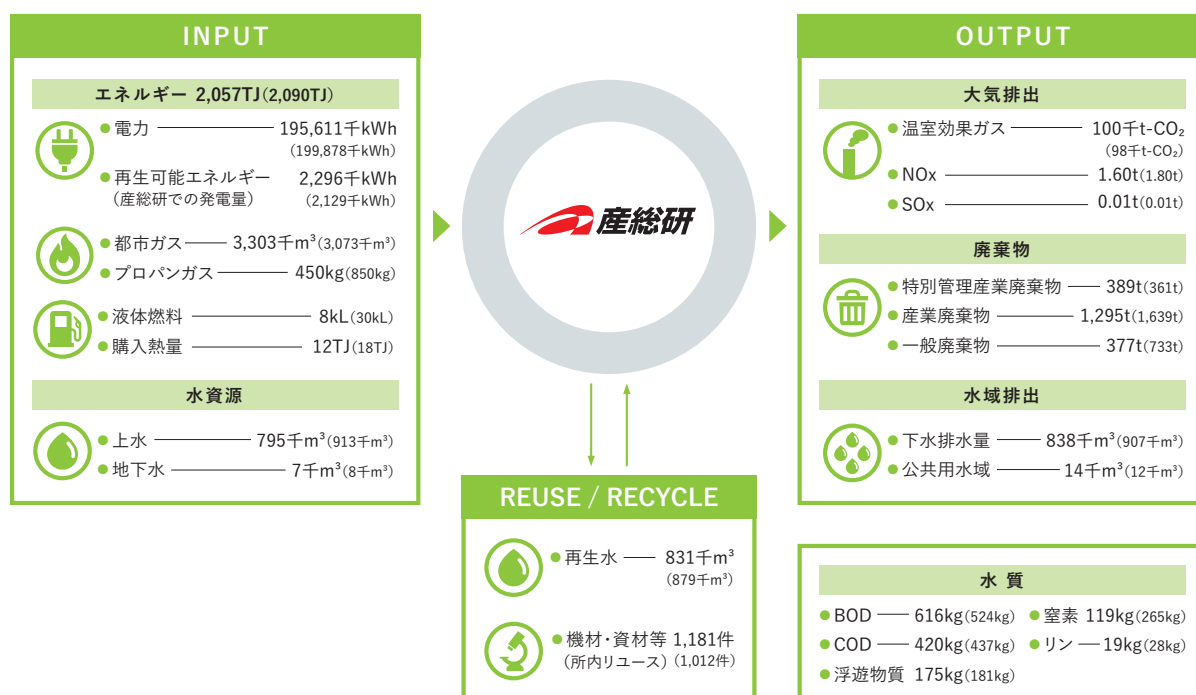 INPUT
エネルギー 2,057TJ(2,090TJ)
電力 195,611千kWh
(199,878千kWh)
再生可能エネルギー 2,296千kWh
(産総研での発電量) (2,129千kWh)
都市ガス 3,303千m³(3,073千m³)
プロパンガス 450kg(850kg)
液体燃料 8kL(30kL)
購入熱量 12TJ(18TJ)
水資源
上水 795千m³(913千m³)
地下水 7千m³(8千m³)
産総研
REUSE / RECYCLE
再生水 831千m³
(879千m³)
機材・資材等 1,181件
(所内リユース) (1,012件)
OUTPUT
大気排出
温室効果ガス 100千t-CO₂
(98千t-CO₂)
NOx 1.60t(1.80t)
SOx 0.01t(0.01t)
廃棄物
特別管理産業廃棄物 389t(361t)
産業廃棄物 1,295t(1,639t)
一般廃棄物 377t(733t)
水域排出
下水排水量 838千m³(907千m³)
公共用水域 14千m³(12千m³)
水質
BOD 616kg(524kg) 窒素 119kg(265kg)
COD 420kg(437kg) リン 19kg(28kg)
浮遊物質 175kg(181kg)